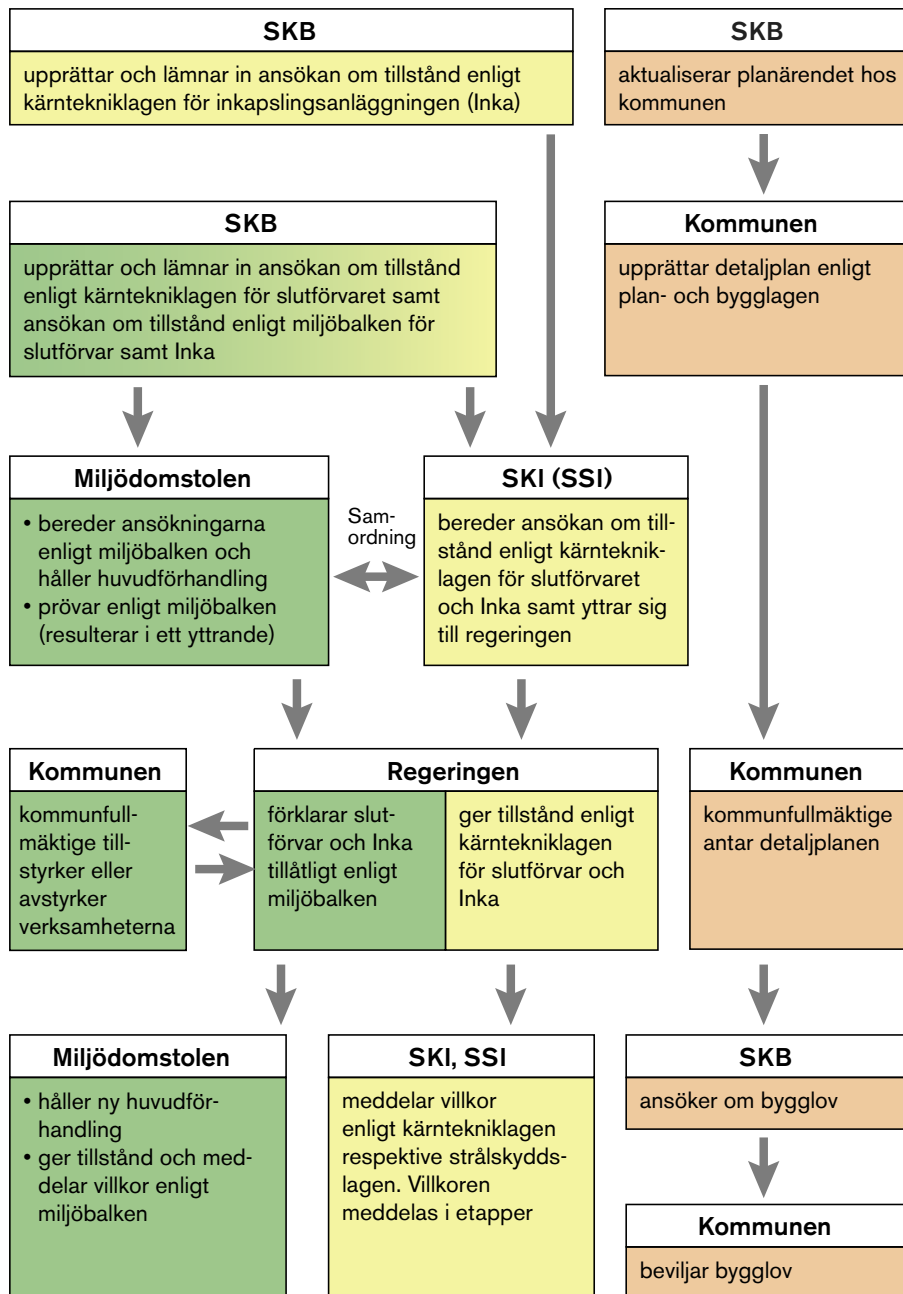 SKB
upprättar och lämnar in ansökan om tillstånd enligt
kärntekniklagen för inkapslingsanläggningen (Inka)
SKB
aktualiserar planärendet hos
kommunen
SKB
upprättar och lämnar in ansökan om tillstånd
enligt kärntekniklagen för slutförvaret samt
ansökan om tillstånd enligt miljöbalken för
slutförvar samt Inka
Kommunen
upprättar detaljplan enligt
plan- och bygglagen
Miljödomstolen
• bereder ansökningarna
enligt miljöbalken och
håller huvudförhandling
• prövar enligt miljöbalken
(resulterar i ett yttrande)
Sam-
ordning
SKI (SSI)
bereder ansökan om till-
stånd enligt kärnteknik-
lagen för slutförvaret
och Inka samt yttrar sig
till regeringen
Kommunen
kommunfull-
mäktige till-
styrker eller
avstyrker
verksamheterna
Regeringen
förklarar slut-
förvar och Inka
tillåtligt enligt
miljöbalken
ger tillstånd enligt
kärntekniklagen
för slutförvar och
Inka
Kommunen
kommunfullmäktige
antar detaljplanen
Miljödomstolen
• håller ny huvudför-
handling
• ger tillstånd och med-
delar villkor enligt
miljöbalken
SKI, SSI
meddelar villkor
enligt kärntekniklagen
respektive strålskydds-
lagen. Villkoren
meddelas i etapper
SKB
ansöker om bygglov
Kommunen
beviljar bygglov